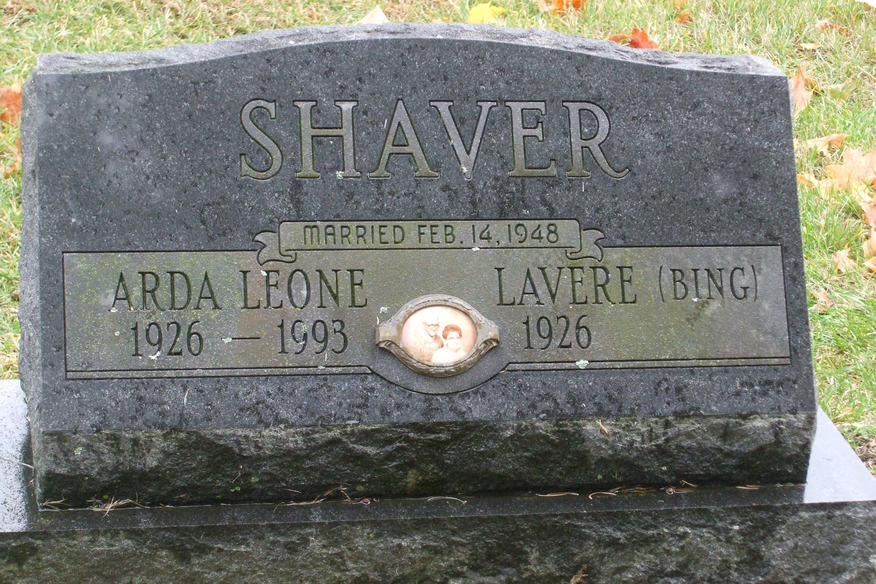 SHAVER
MARRIED FEB. 14, 1948
ARDA LEONE
1926 — 1993
LAVERE (BING)
1926